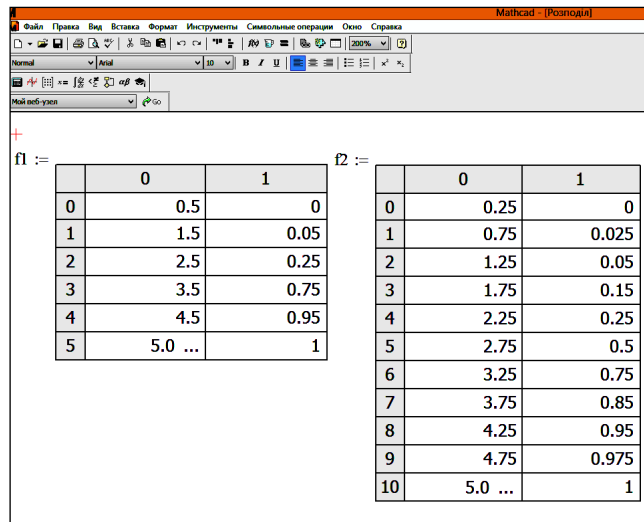 Mathcad - [Розподіл]
Файл Правка Вид Вставка Формат Инструменты Символьные операции Окно Справка
200%
Normal Arial 10 B I U
Мой веб-узел Go
f1 :=
0 1
0 0.5 0
1 1.5 0.05
2 2.5 0.25
3 3.5 0.75
4 4.5 0.95
5 5.0 ... 1
f2 :=
0 1
0 0.25 0
1 0.75 0.025
2 1.25 0.05
3 1.75 0.15
4 2.25 0.25
5 2.75 0.5
6 3.25 0.75
7 3.75 0.85
8 4.25 0.95
9 4.75 0.975
10 5.0 ... 1